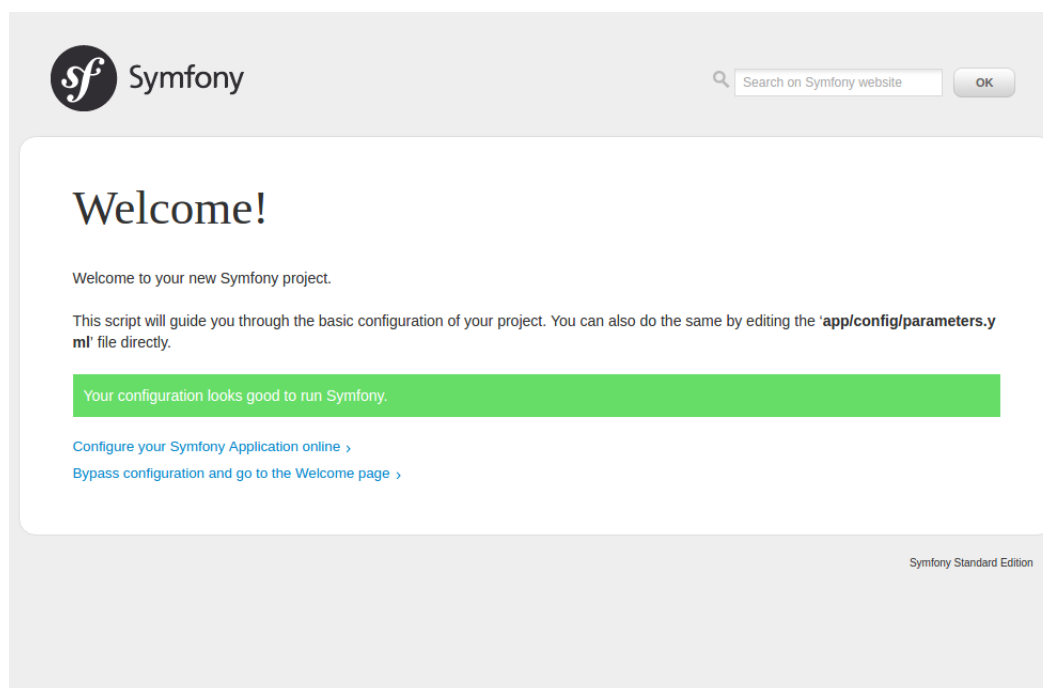 sf Symfony
Search on Symfony website
OK
Welcome!
Welcome to your new Symfony project.
This script will guide you through the basic configuration of your project. You can also do the same by editing the ‘app/config/parameters.y
ml’ file directly.
Your configuration looks good to run Symfony.
Configure your Symfony Application online ›
Bypass configuration and go to the Welcome page ›
Symfony Standard Edition